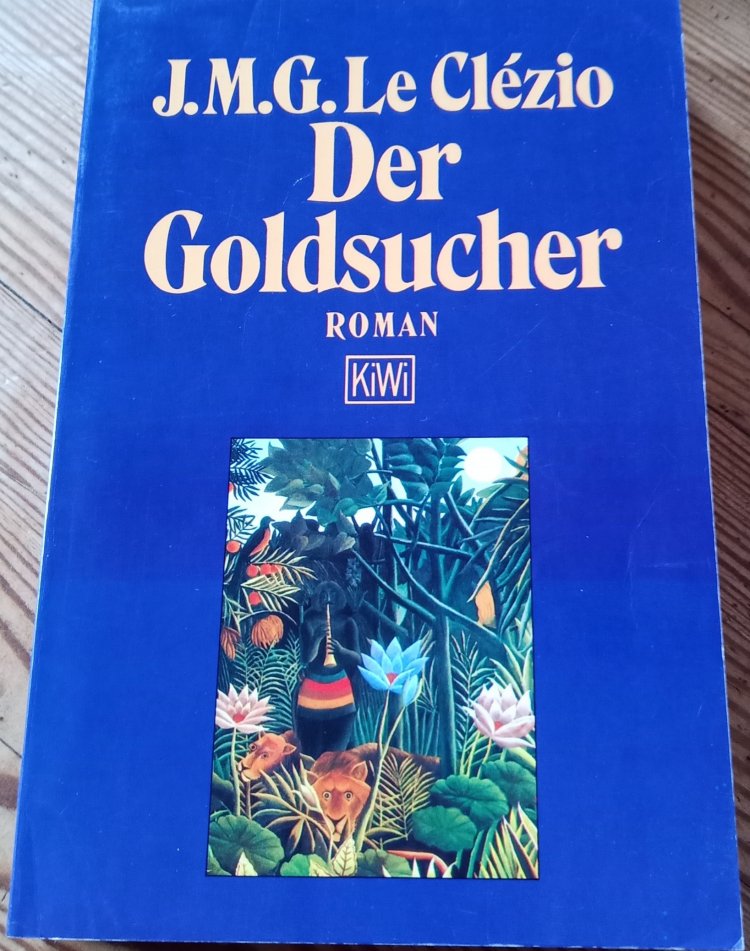 J.M.G. Le Clézio
Der
Goldsucher
ROMAN
KiWi